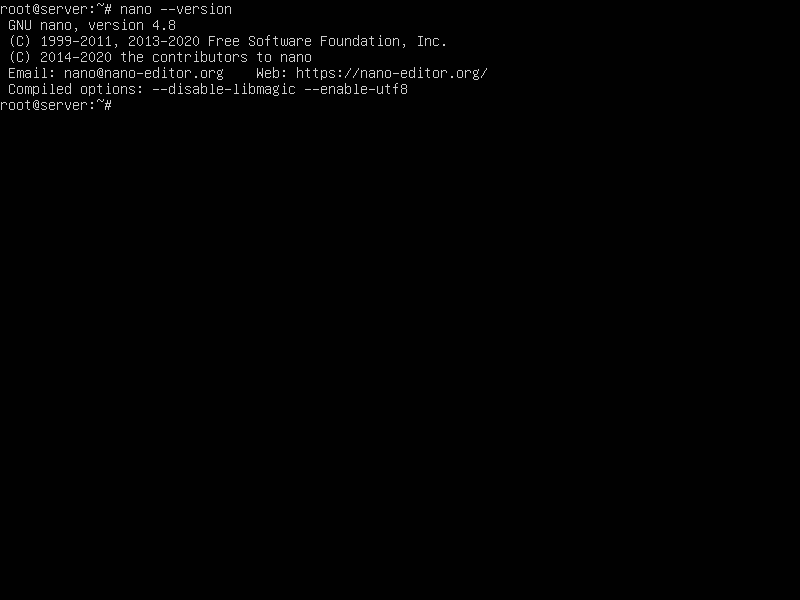 root@server:~# nano --version
 GNU nano, version 4.8
 (C) 1999-2011, 2013-2020 Free Software Foundation, Inc.
 (C) 2014-2020 the contributors to nano
 Email: nano@nano-editor.org    Web: https://nano-editor.org/
 Compiled options: --disable-libmagic --enable-utf8
root@server:~#